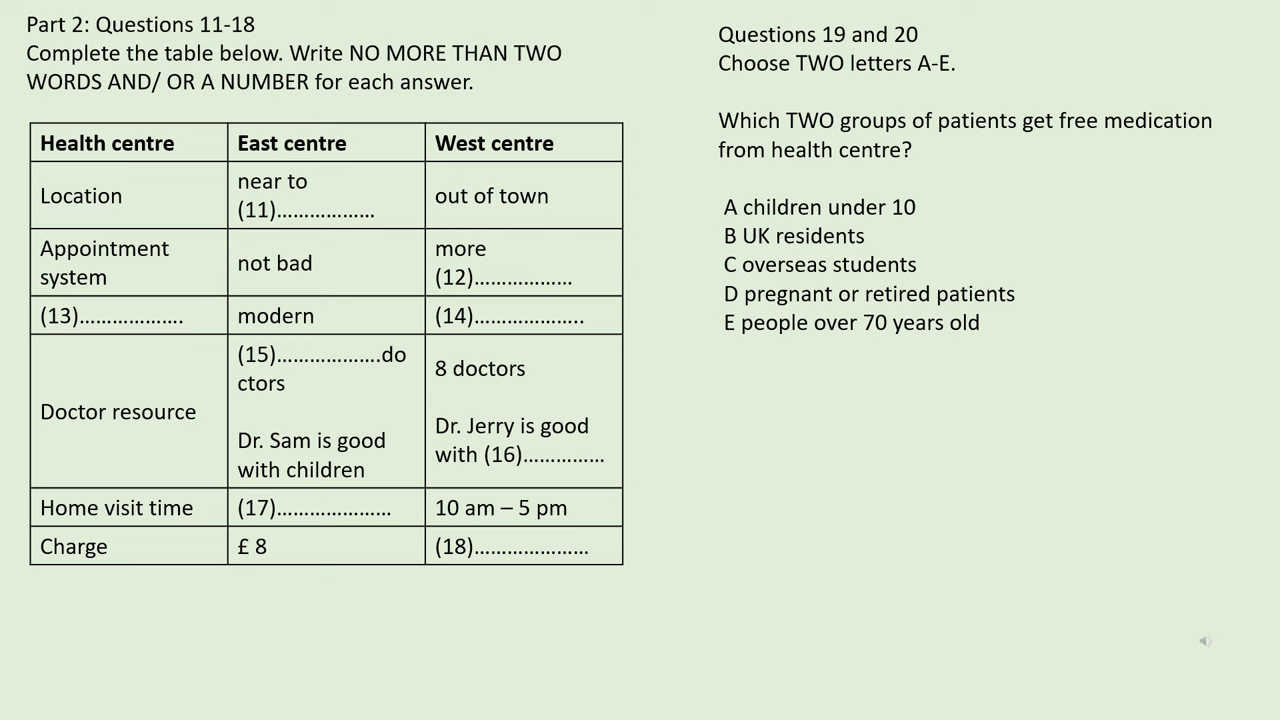 Part 2: Questions 11-18
Complete the table below. Write NO MORE THAN TWO
WORDS AND/ OR A NUMBER for each answer.
Health centre East centre West centre
Location
near to
(11)………………
out of town
Appointment
system
not bad
more
(12)………………
(13)……………….
modern
(14)………………..
Doctor resource
(15)……………….do
ctors
Dr. Sam is good
with children
8 doctors
Dr. Jerry is good
with (16)……………
Home visit time
(17)…………………
10 am – 5 pm
Charge
£ 8
(18)…………………
Questions 19 and 20
Choose TWO letters A-E.
Which TWO groups of patients get free medication
from health centre?
A children under 10
B UK residents
C overseas students
D pregnant or retired patients
E people over 70 years old